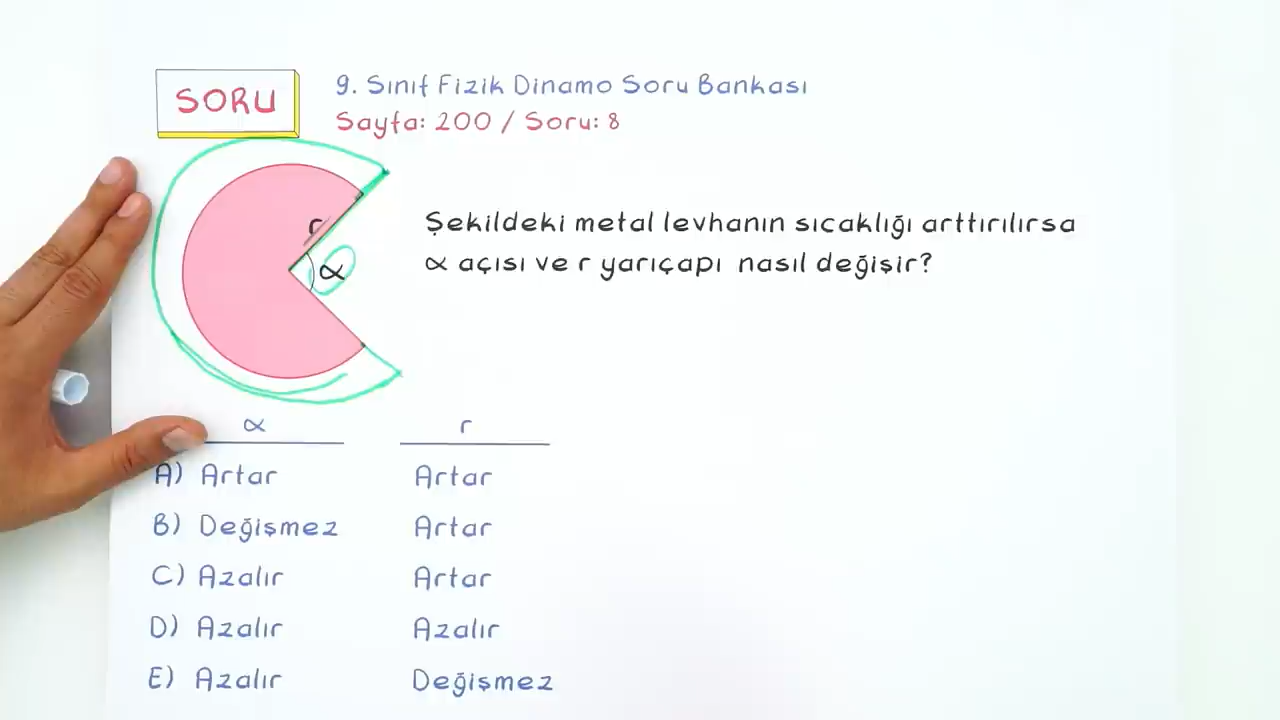 SORU
9. Sınıf Fizik Dinamo Soru Bankası
Sayfa: 200 / Soru: 8
r
α
Şekildeki metal levhanın sıcaklığı arttırılırsa
α açısı ve r yarıçapı nasıl değişir?
α r
A) Artar Artar
B) Değişmez Artar
C) Azalır Artar
D) Azalır Azalır
E) Azalır Değişmez